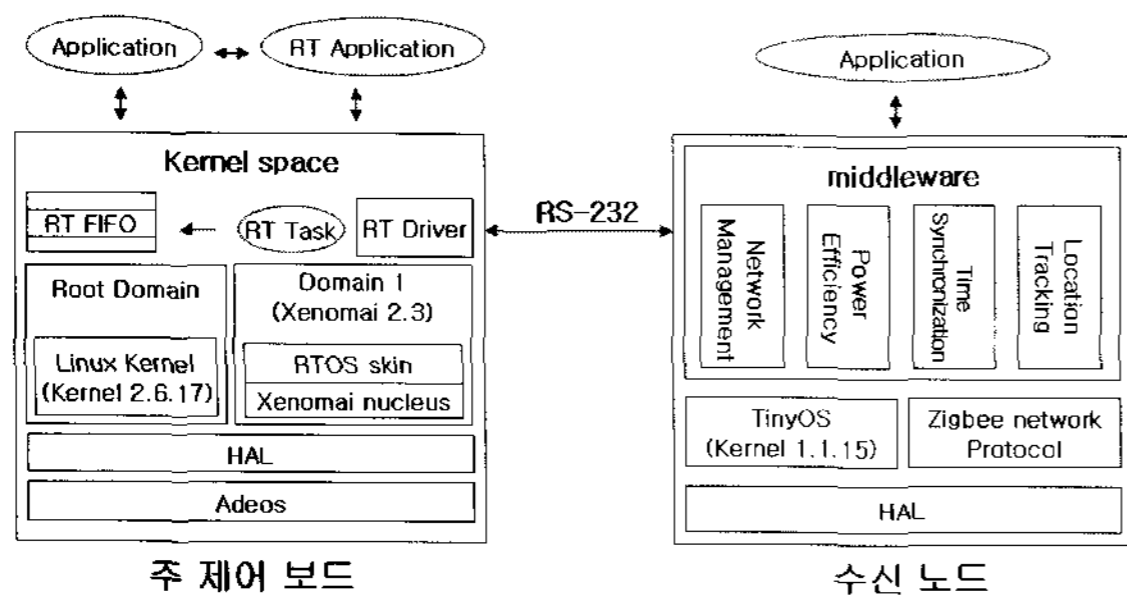 Application
RT Application
Kernel space
RT FIFO
RT Task
RT Driver
Root Domain
Linux Kernel
(Kernel 2.6.17)
Domain 1
(Xenomai 2.3)
RTOS skin
Xenomai nucleus
HAL
Adeos
주 제어 보드
RS-232
Application
middleware
Network
Management
Power
Efficiency
Time
Synchronization
Location
Tracking
TinyOS
(Kernel 1.1.15)
Zigbee network
Protocol
HAL
수신 노드